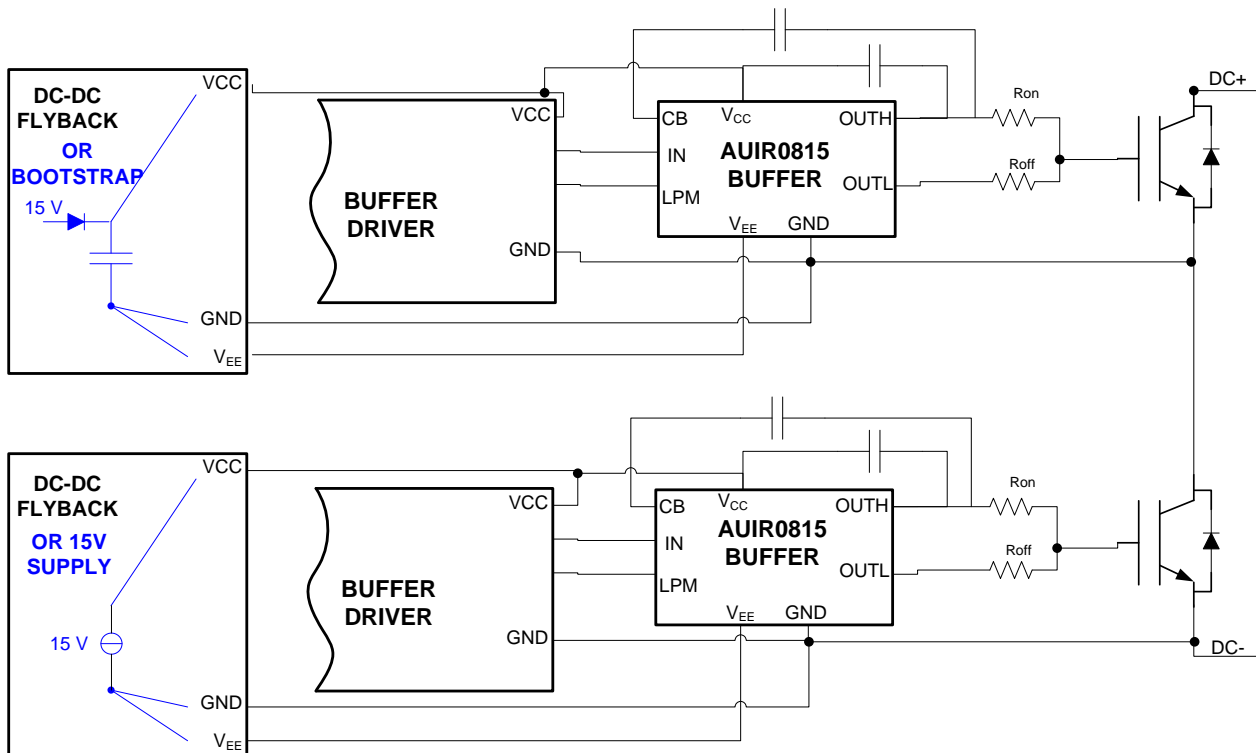 DC-DC
FLYBACK
OR
BOOTSTRAP
15 V
VCC
GND
VEE
BUFFER
DRIVER
VCC
GND
CB
VCC
OUTH
IN
AUIR0815
BUFFER
LPM
OUTL
VEE
GND
Ron
Roff
DC+
DC-DC
FLYBACK
OR 15V
SUPPLY
15 V
VCC
GND
VEE
BUFFER
DRIVER
VCC
GND
CB
VCC
OUTH
IN
AUIR0815
BUFFER
LPM
OUTL
VEE
GND
Ron
Roff
DC-